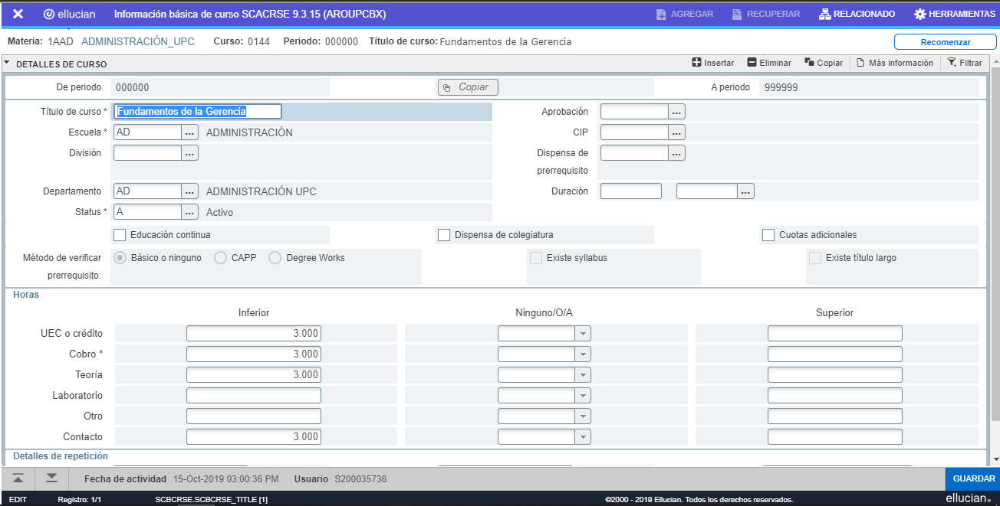 ellucian Información básica de curso SCACRSE 9.3.15 (AROUPCBX) AGREGAR RECUPERAR RELACIONADO HERRAMIENTAS
Materia: 1AAD ADMINISTRACIÓN_UPC Curso: 0144 Periodo: 000000 Título de curso: Fundamentos de la Gerencia Recomenzar
DETALLES DE CURSO Insertar Eliminar Copiar Más información Filtrar
De periodo 000000 Copiar A periodo 999999
Título de curso * Fundamentos de la Gerencia Aprobación ...
Escuela * AD ... ADMINISTRACIÓN CIP ...
División ... Dispensa de
prerrequisito ...
Departamento AD ... ADMINISTRACIÓN UPC Duración ...
Status * A ... Activo
Educación continua Dispensa de colegiatura Cuotas adicionales
Método de verificar
prerrequisito: Básico o ninguno CAPP Degree Works Existe syllabus Existe título largo
Horas
Inferior Ninguno/O/A Superior
UEC o crédito 3.000
Cobro * 3.000
Teoría 3.000
Laboratorio
Otro
Contacto 3.000
Detalles de repetición
Fecha de actividad 15-Oct-2019 03:00:36 PM Usuario S200035736 GUARDAR
EDIT Registro: 1/1 SCBCRSE.SCBCRSE_TITLE [1] ©2000 - 2019 Ellucian. Todos los derechos reservados. ellucian